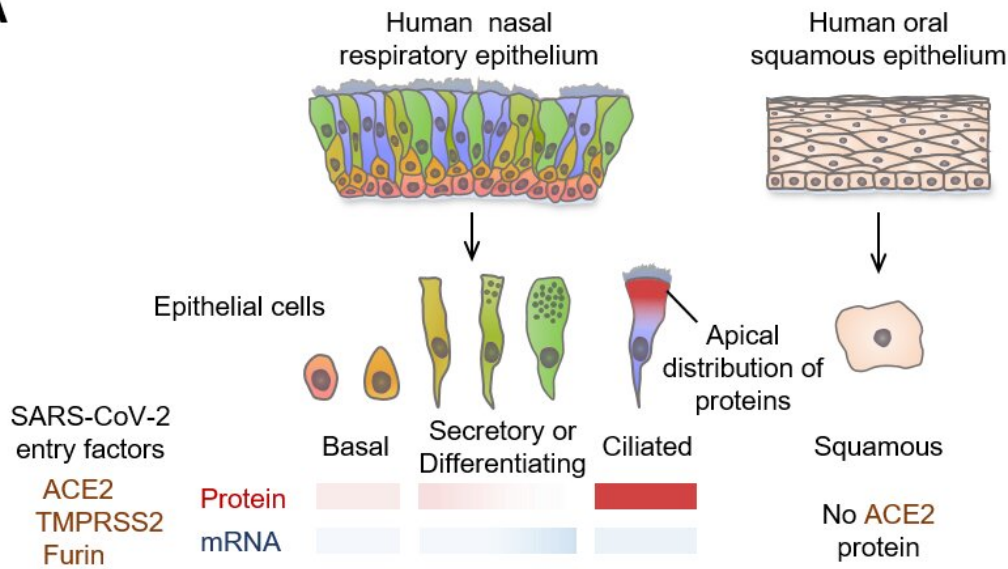 A
Human nasal
respiratory epithelium
Human oral
squamous epithelium
Epithelial cells
Apical
distribution of
proteins
SARS-CoV-2
entry factors
Basal
Secretory or
Differentiating
Ciliated
Squamous
ACE2
TMPRSS2
Furin
Protein
mRNA
No ACE2
protein